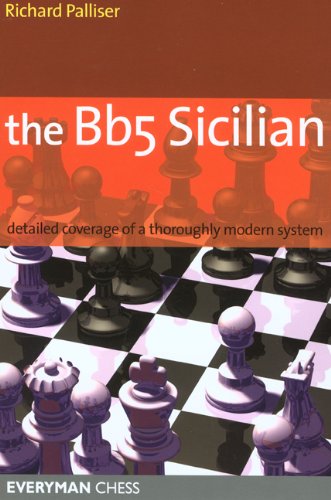 Richard Palliser
the Bb5 Sicilian
detailed coverage of a thoroughly modern system
EVERYMAN CHESS